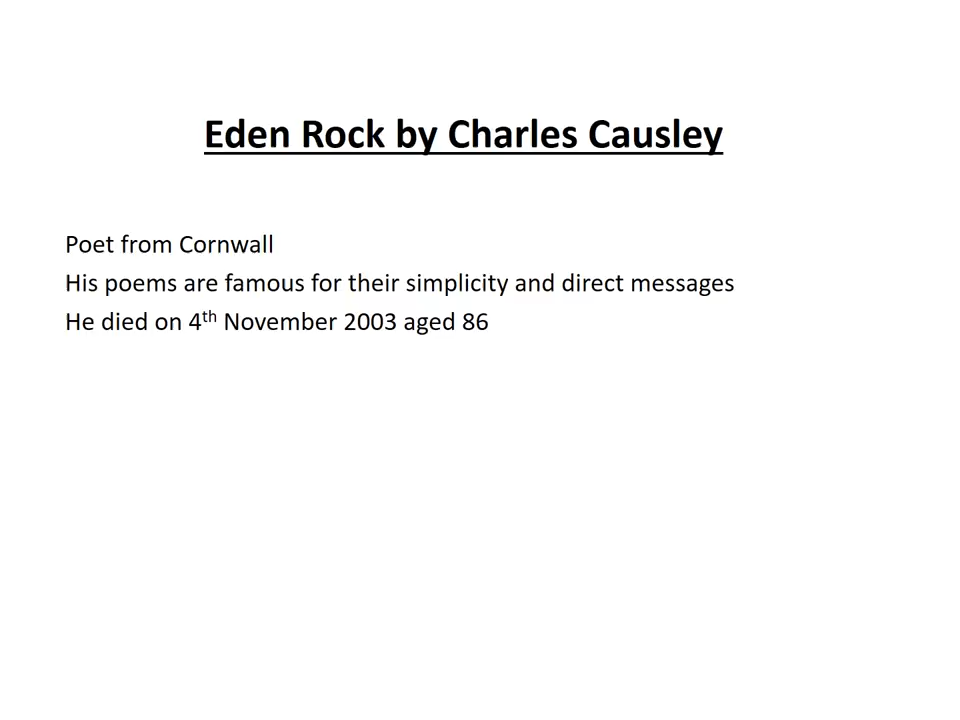 Eden Rock by Charles Causley
Poet from Cornwall
His poems are famous for their simplicity and direct messages
He died on 4th November 2003 aged 86